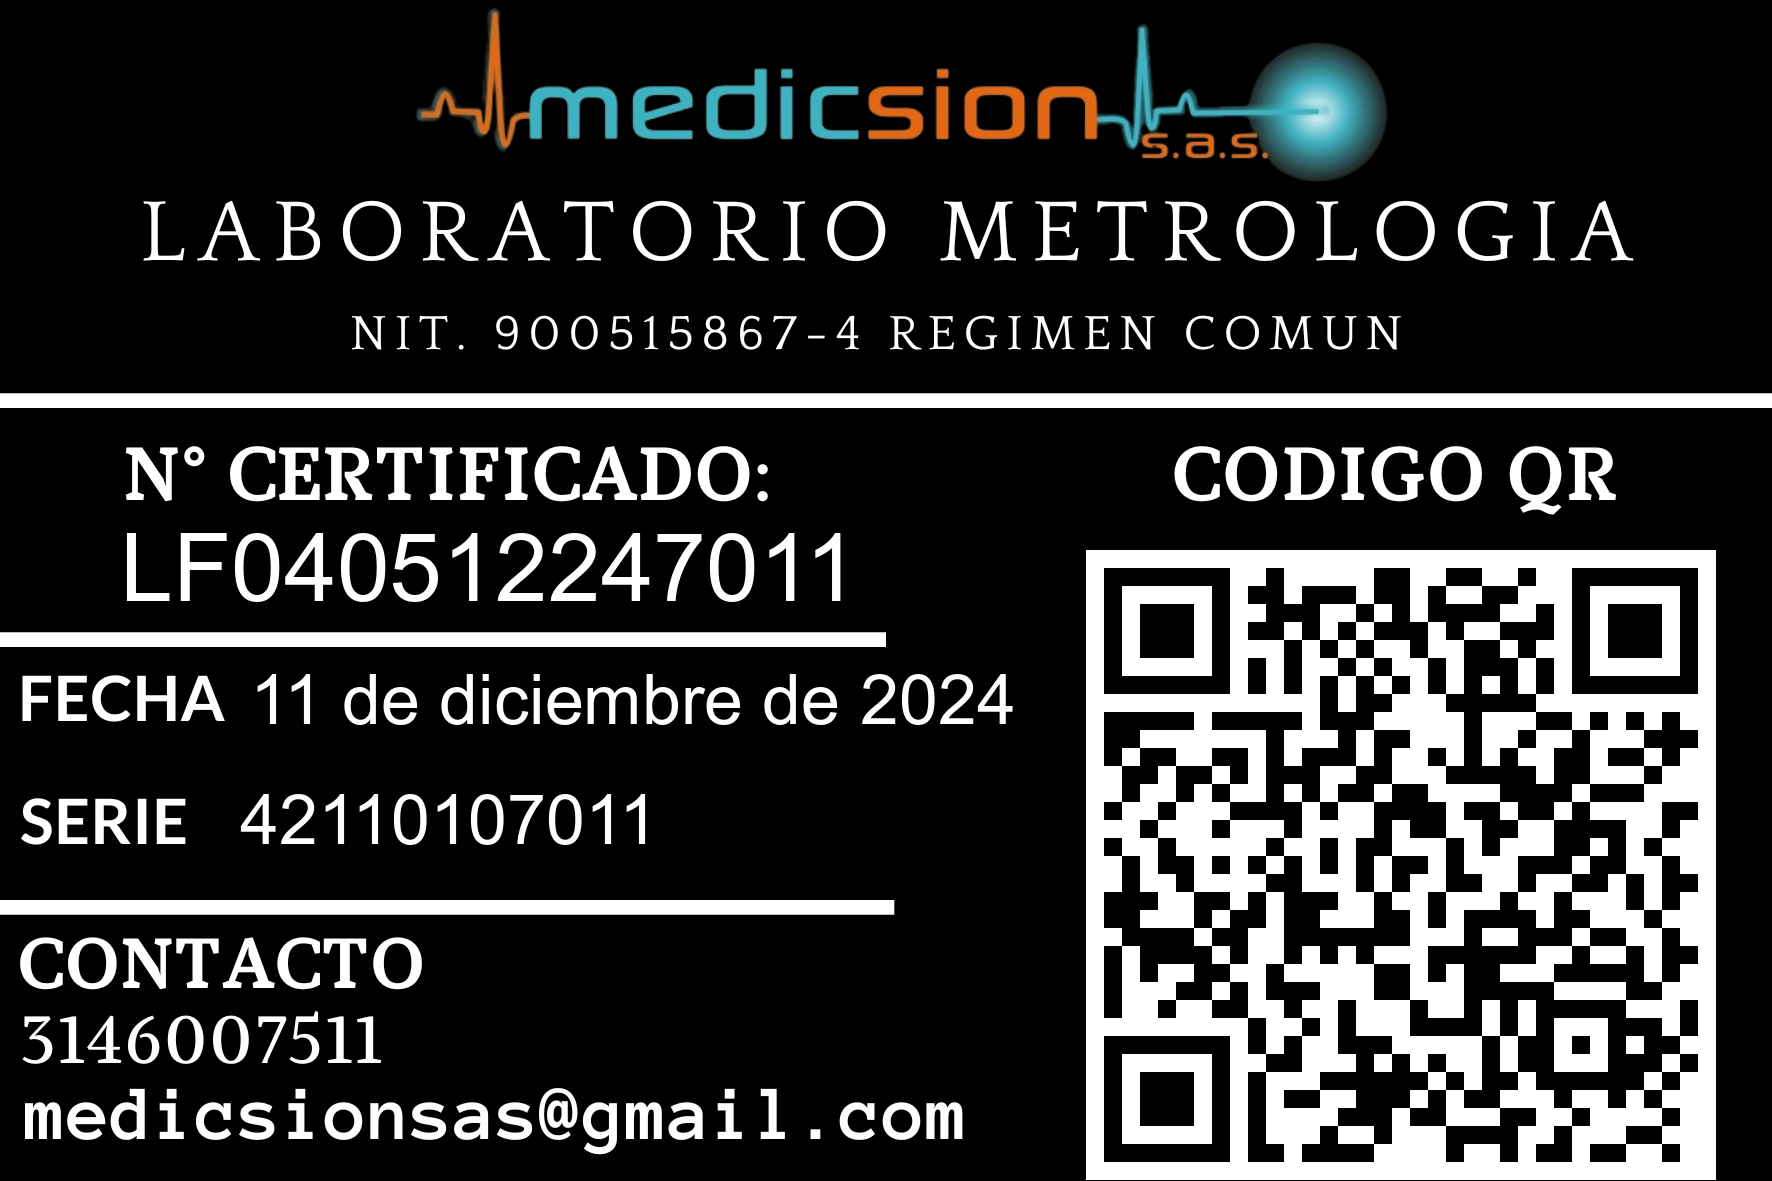 medicsion
s.a.s.
LABORATORIO METROLOGIA
NIT. 900515867-4 REGIMEN COMUN
N° CERTIFICADO:
LF040512247011
CODIGO QR
FECHA 11 de diciembre de 2024
SERIE 42110107011
CONTACTO
3146007511
medicsionsas@gmail.com